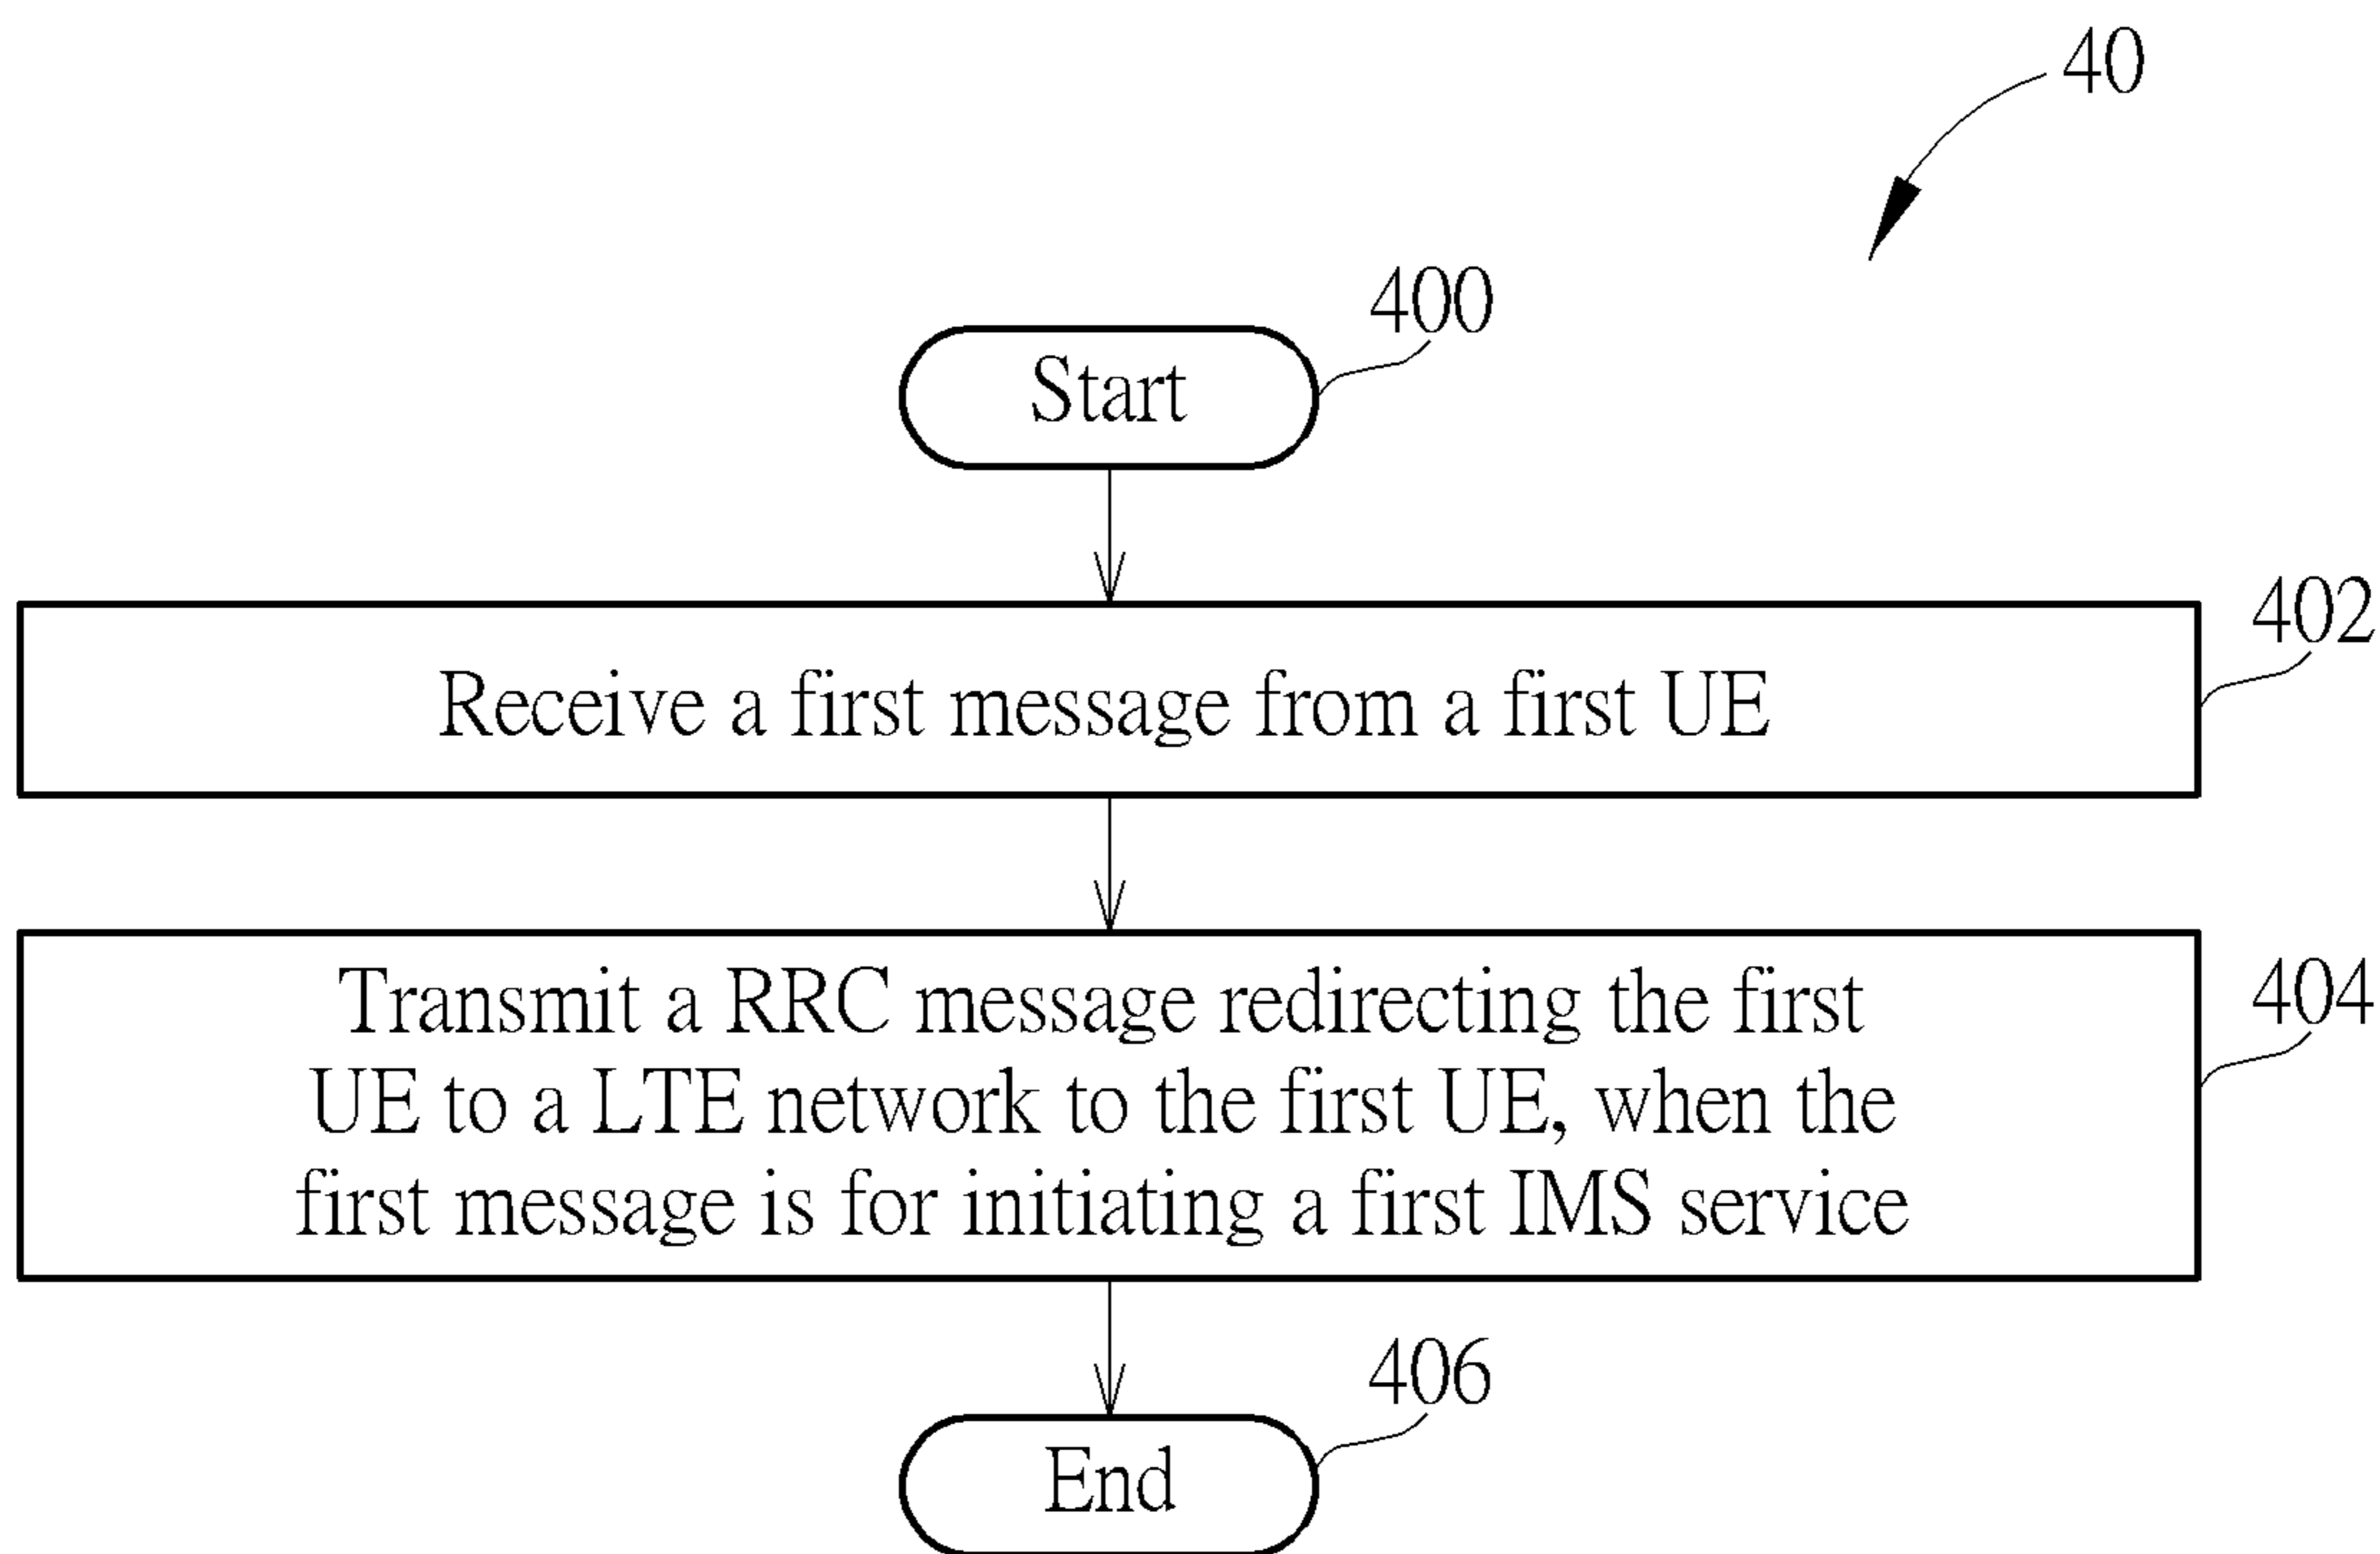 40
400
Start
402
Receive a first message from a first UE
404
Transmit a RRC message redirecting the first
UE to a LTE network to the first UE, when the
first message is for initiating a first IMS service
406
End